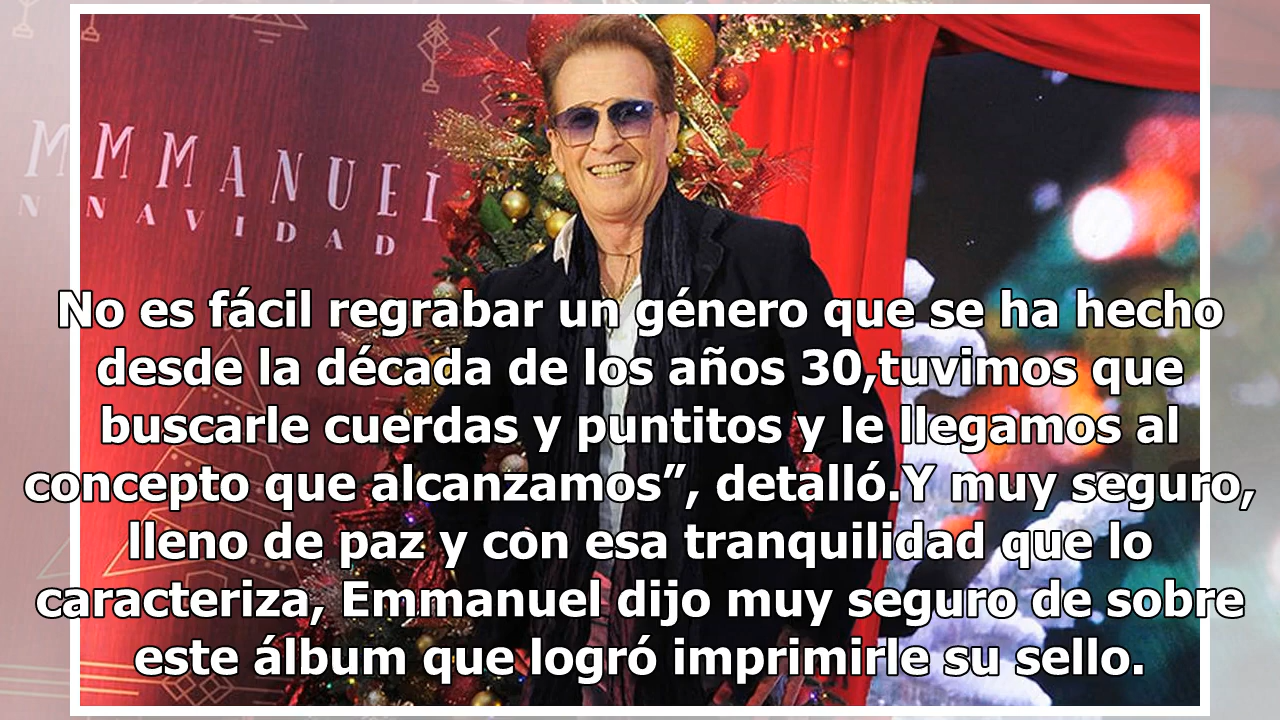 MMMANUEL
N NAVIDAD
No es fácil regrabar un género que se ha hecho
desde la década de los años 30,tuvimos que
buscarle cuerdas y puntitos y le llegamos al
concepto que alcanzamos”, detalló.Y muy seguro,
lleno de paz y con esa tranquilidad que lo
caracteriza, Emmanuel dijo muy seguro de sobre
este álbum que logró imprimirle su sello.